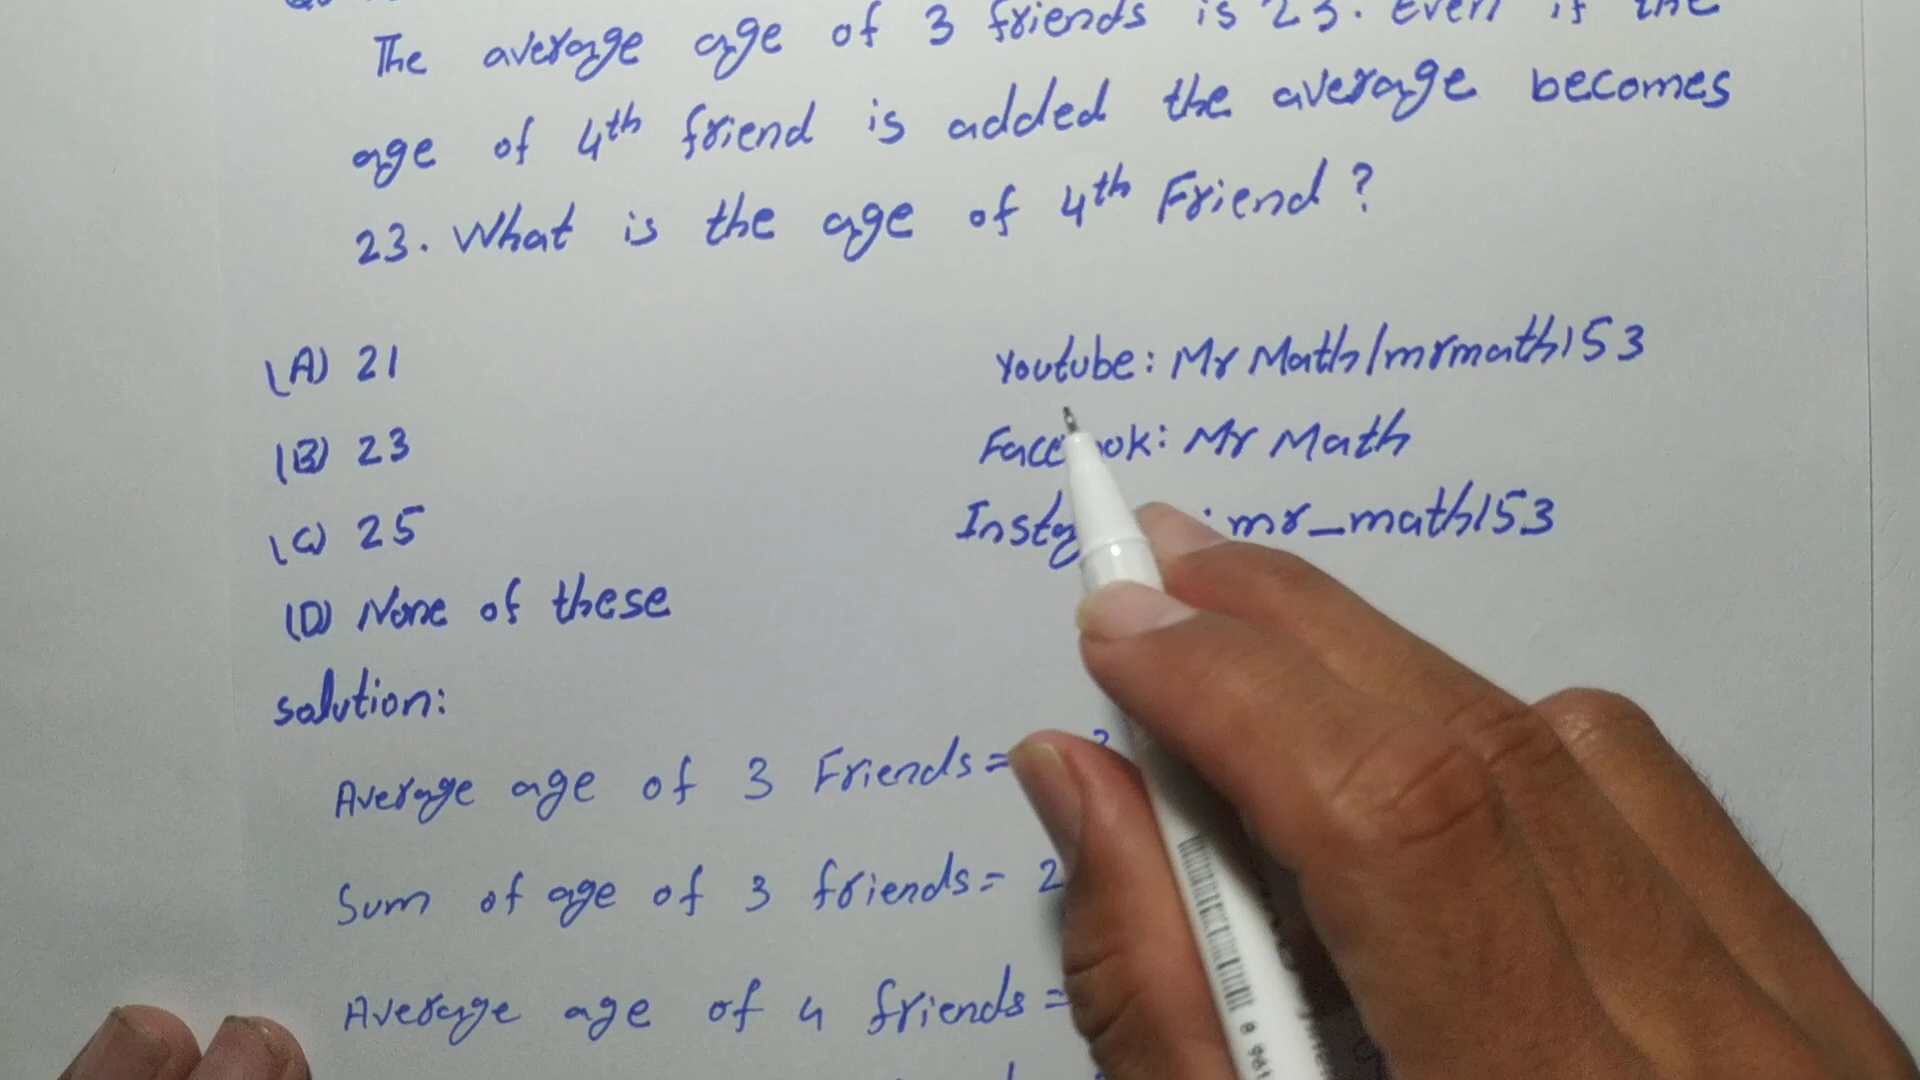 The average age of 3 friends is 23. Even if the
age of 4th friend is added the average becomes
23. What is the age of 4th Friend?
(A) 21
(B) 23
(C) 25
(D) None of these
Youtube: Mr Math/mrmath153
: Mr Math
: mr_math153
solution:
Average age of 3 Friends=
Sum of age of 3 friends= 2
Average age of 4 friends=